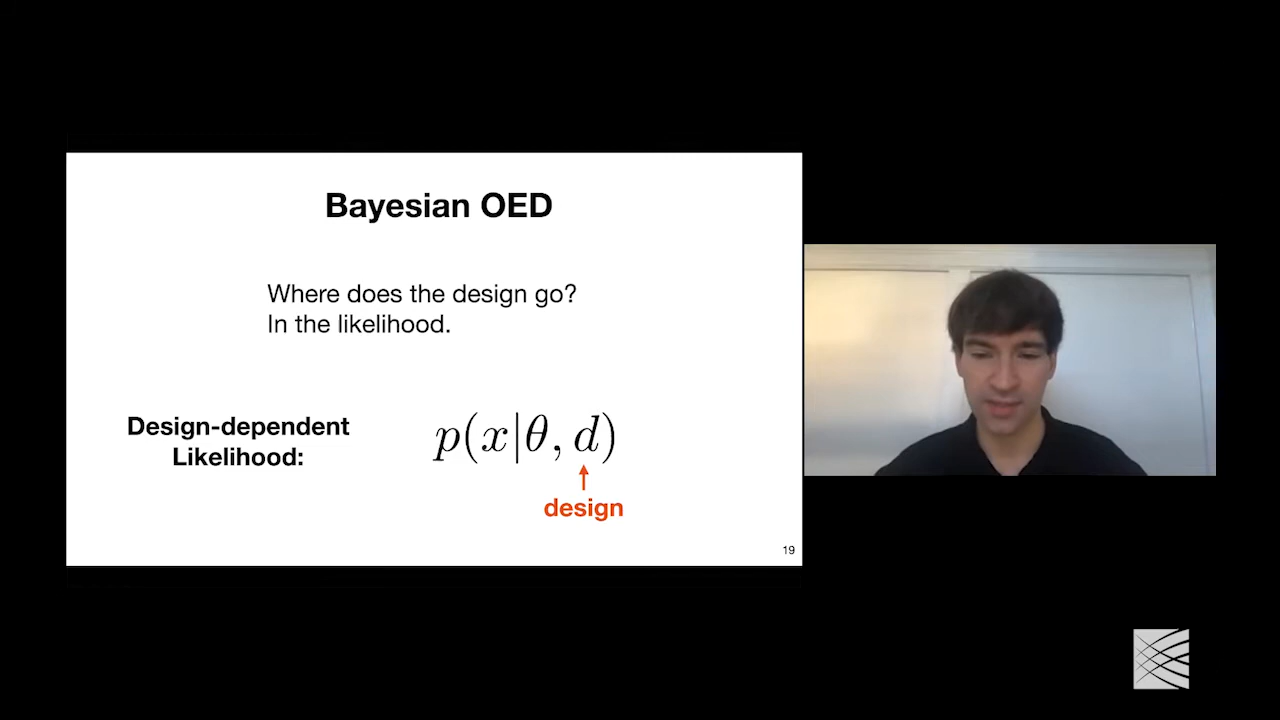 Bayesian OED
Where does the design go?
In the likelihood.
Design-dependent
Likelihood:
p(x|θ, d)
design
19